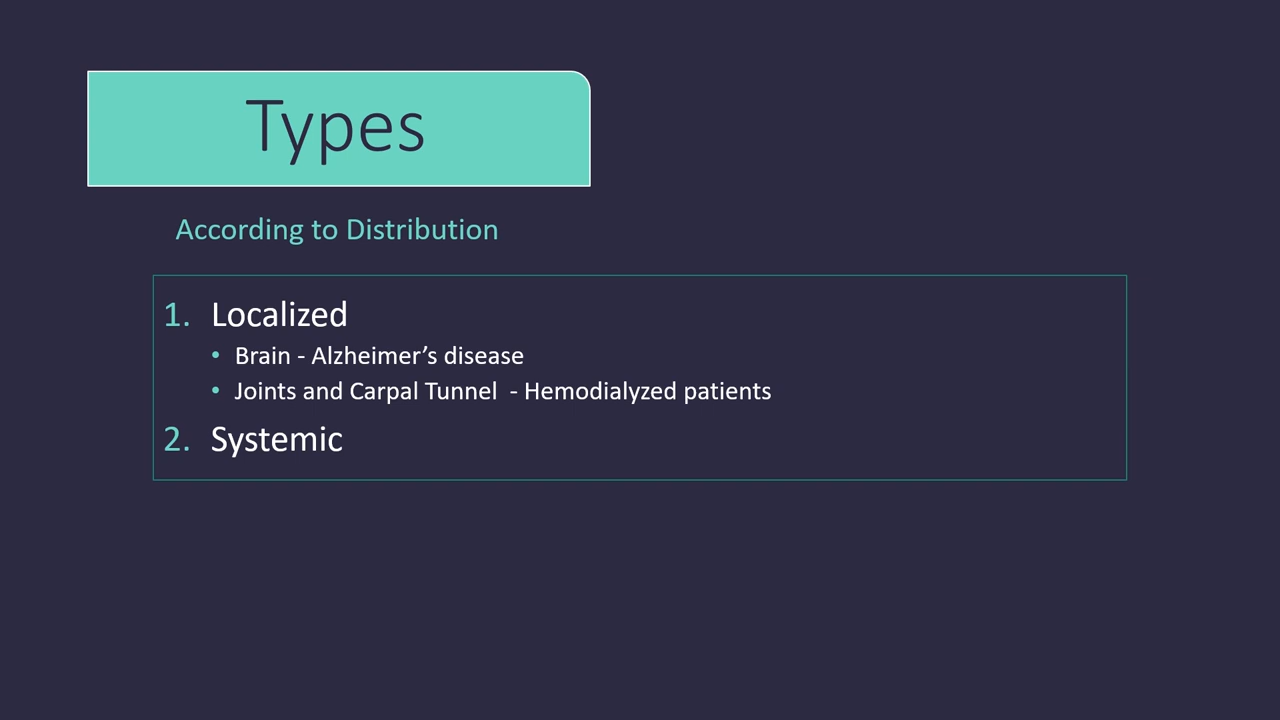 Types
According to Distribution
1. Localized
• Brain - Alzheimer’s disease
• Joints and Carpal Tunnel - Hemodialyzed patients
2. Systemic